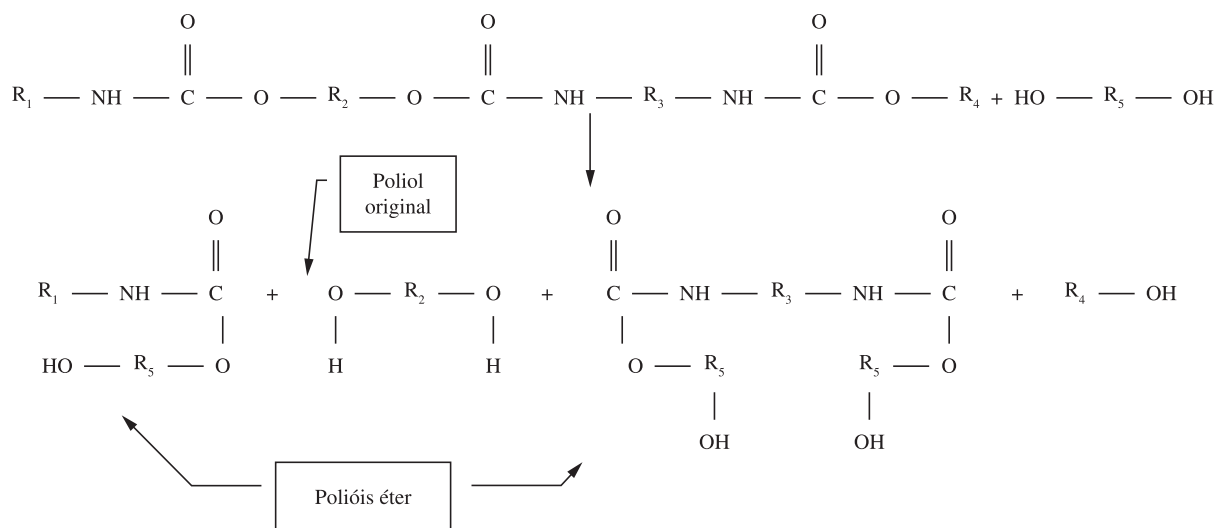 O O O
R₁ NH C O R₂ O C NH R₃ NH C O R₄ + HO R₅ OH
Poliol
original
O O O
R₁ NH C + O R₂ O + C NH R₃ NH C + R₄ OH
HO R₅ O H H O R₅ R₅ O
OH OH
Polióis éter